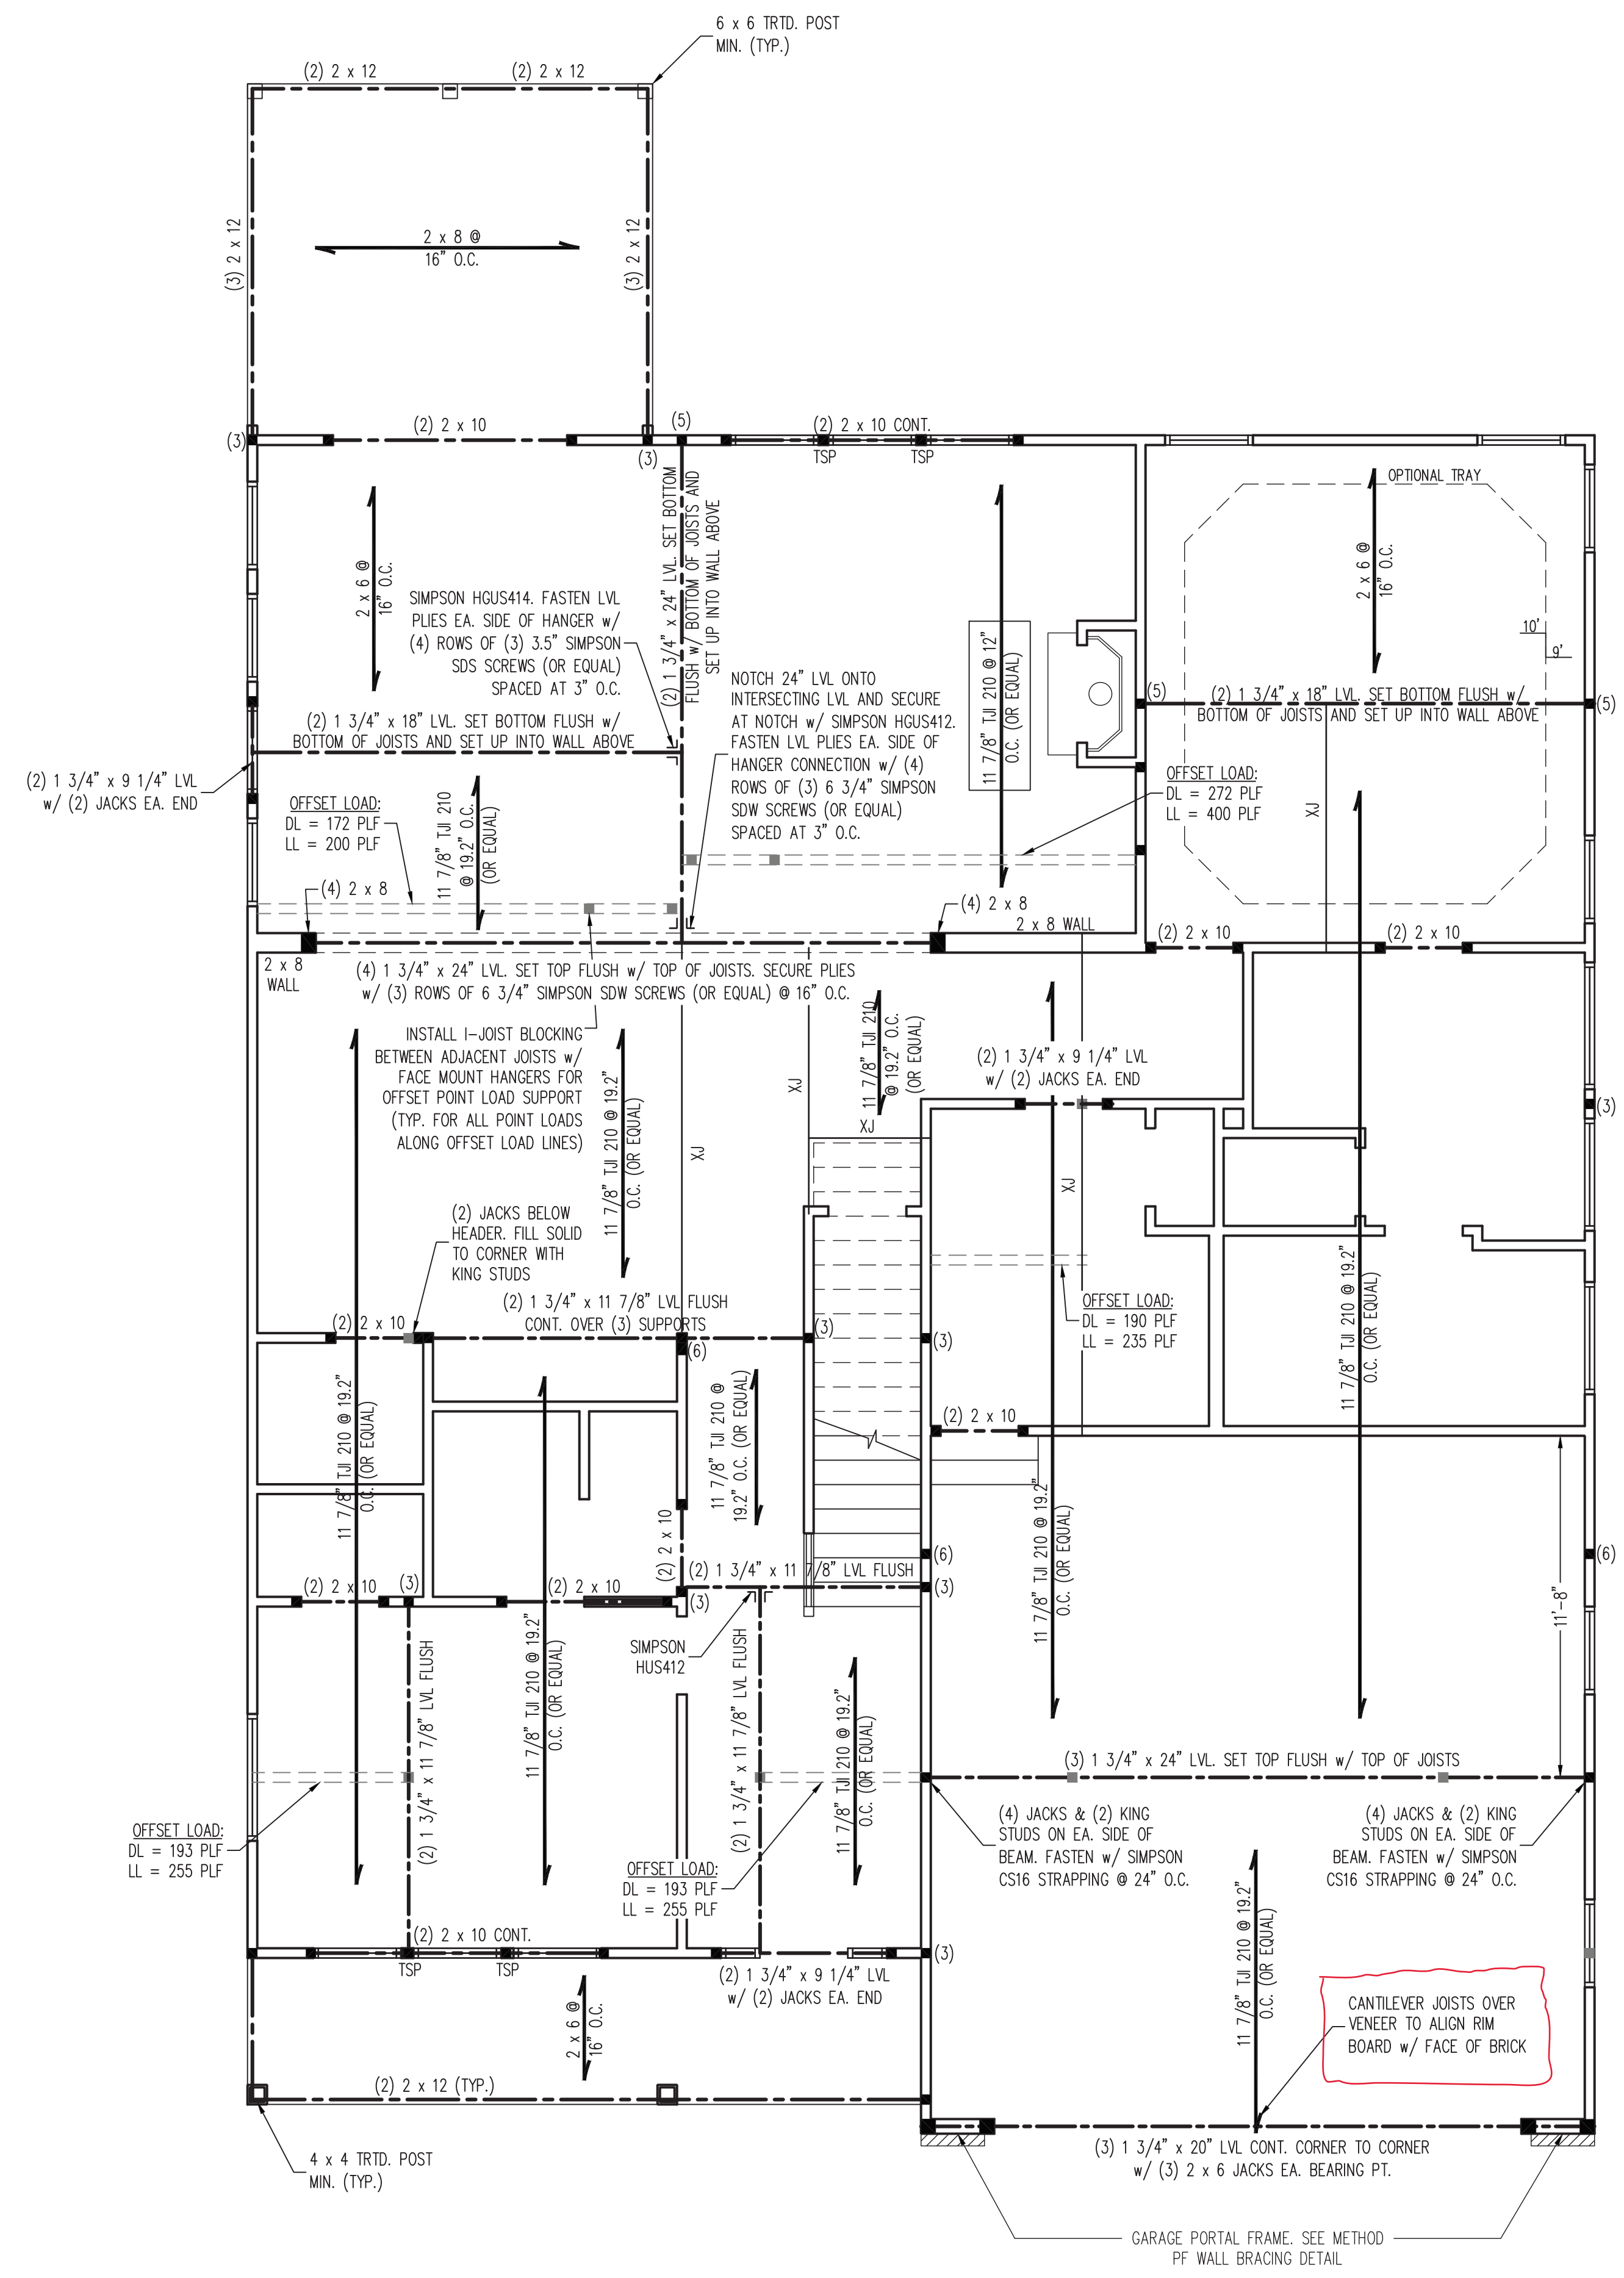 6 x 6 TRTD. POST
MIN. (TYP.)
(2) 2 x 12
(2) 2 x 12
(3) 2 x 12
(3) 2 x 12
2 x 8 @
16" O.C.
(2) 2 x 10
(3)
(3)
(5)
(2) 2 x 10 CONT.
TSP
TSP
OPTIONAL TRAY
2 x 6 @
16" O.C.
SIMPSON HGUS414. FASTEN LVL
PLIES EA. SIDE OF HANGER w/
(4) ROWS OF (3) 3.5" SIMPSON
SDS SCREWS (OR EQUAL)
SPACED AT 3" O.C.
(2) 1 3/4" x 24" LVL. SET BOTTOM
FLUSH w/ BOTTOM OF JOISTS AND
SET UP INTO WALL ABOVE
NOTCH 24" LVL ONTO
INTERSECTING LVL AND SECURE
AT NOTCH w/ SIMPSON HGUS412.
FASTEN LVL PLIES EA. SIDE OF
HANGER CONNECTION w/ (4)
ROWS OF (3) 6 3/4" SIMPSON
SDW SCREWS (OR EQUAL)
SPACED AT 3" O.C.
11 7/8" TJI 210 @ 12"
O.C. (OR EQUAL)
2 x 6 @
16" O.C.
10'
9'
(5)
(2) 1 3/4" x 18" LVL. SET BOTTOM FLUSH w/
BOTTOM OF JOISTS AND SET UP INTO WALL ABOVE
(5)
(2) 1 3/4" x 18" LVL. SET BOTTOM FLUSH w/
BOTTOM OF JOISTS AND SET UP INTO WALL ABOVE
(2) 1 3/4" x 9 1/4" LVL
w/ (2) JACKS EA. END
OFFSET LOAD:
DL = 172 PLF
LL = 200 PLF
11 7/8" TJI 210
@ 19.2" O.C.
(OR EQUAL)
OFFSET LOAD:
DL = 272 PLF
LL = 400 PLF
XJ
(4) 2 x 8
(4) 2 x 8
2 x 8 WALL
(2) 2 x 10
(2) 2 x 10
2 x 8
WALL
(4) 1 3/4" x 24" LVL. SET TOP FLUSH w/ TOP OF JOISTS. SECURE PLIES
w/ (3) ROWS OF 6 3/4" SIMPSON SDW SCREWS (OR EQUAL) @ 16" O.C.
INSTALL I-JOIST BLOCKING
BETWEEN ADJACENT JOISTS w/
FACE MOUNT HANGERS FOR
OFFSET POINT LOAD SUPPORT
(TYP. FOR ALL POINT LOADS
ALONG OFFSET LOAD LINES)
11 7/8" TJI 210 @ 19.2"
O.C. (OR EQUAL)
XJ
XJ
11 7/8" TJI 210
@ 19.2" O.C.
(OR EQUAL)
XJ
(2) 1 3/4" x 9 1/4" LVL
w/ (2) JACKS EA. END
XJ
(3)
(2) JACKS BELOW
HEADER. FILL SOLID
TO CORNER WITH
KING STUDS
(2) 1 3/4" x 11 7/8" LVL FLUSH
CONT. OVER (3) SUPPORTS
(2) 2 x 10
(3)
(6)
(3)
OFFSET LOAD:
DL = 190 PLF
LL = 235 PLF
11 7/8" TJI 210 @ 19.2"
O.C. (OR EQUAL)
11 7/8" TJI 210 @ 19.2"
O.C. (OR EQUAL)
11 7/8" TJI 210 @
19.2" O.C. (OR EQUAL)
(2) 2 x 10
11 7/8" TJI 210 @ 19.2"
O.C. (OR EQUAL)
(2) 2 x 10
(2) 1 3/4" x 11 7/8" LVL FLUSH
(6)
(3)
(6)
11'-8"
(2) 2 x 10
(3)
(2) 2 x 10
(3)
SIMPSON
HUS412
(2) 1 3/4" x 11 7/8" LVL FLUSH
11 7/8" TJI 210 @ 19.2"
O.C. (OR EQUAL)
(2) 1 3/4" x 11 7/8" LVL FLUSH
11 7/8" TJI 210 @ 19.2"
O.C. (OR EQUAL)
(3) 1 3/4" x 24" LVL. SET TOP FLUSH w/ TOP OF JOISTS
(4) JACKS & (2) KING
STUDS ON EA. SIDE OF
BEAM. FASTEN w/ SIMPSON
CS16 STRAPPING @ 24" O.C.
(4) JACKS & (2) KING
STUDS ON EA. SIDE OF
BEAM. FASTEN w/ SIMPSON
CS16 STRAPPING @ 24" O.C.
OFFSET LOAD:
DL = 193 PLF
LL = 255 PLF
OFFSET LOAD:
DL = 193 PLF
LL = 255 PLF
(2) 2 x 10 CONT.
TSP
TSP
(3)
(2) 1 3/4" x 9 1/4" LVL
w/ (2) JACKS EA. END
11 7/8" TJI 210 @ 19.2"
O.C. (OR EQUAL)
CANTILEVER JOISTS OVER
VENEER TO ALIGN RIM
BOARD w/ FACE OF BRICK
2 x 6 @
16" O.C.
(2) 2 x 12 (TYP.)
4 x 4 TRTD. POST
MIN. (TYP.)
(3) 1 3/4" x 20" LVL CONT. CORNER TO CORNER
w/ (3) 2 x 6 JACKS EA. BEARING PT.
GARAGE PORTAL FRAME. SEE METHOD
PF WALL BRACING DETAIL